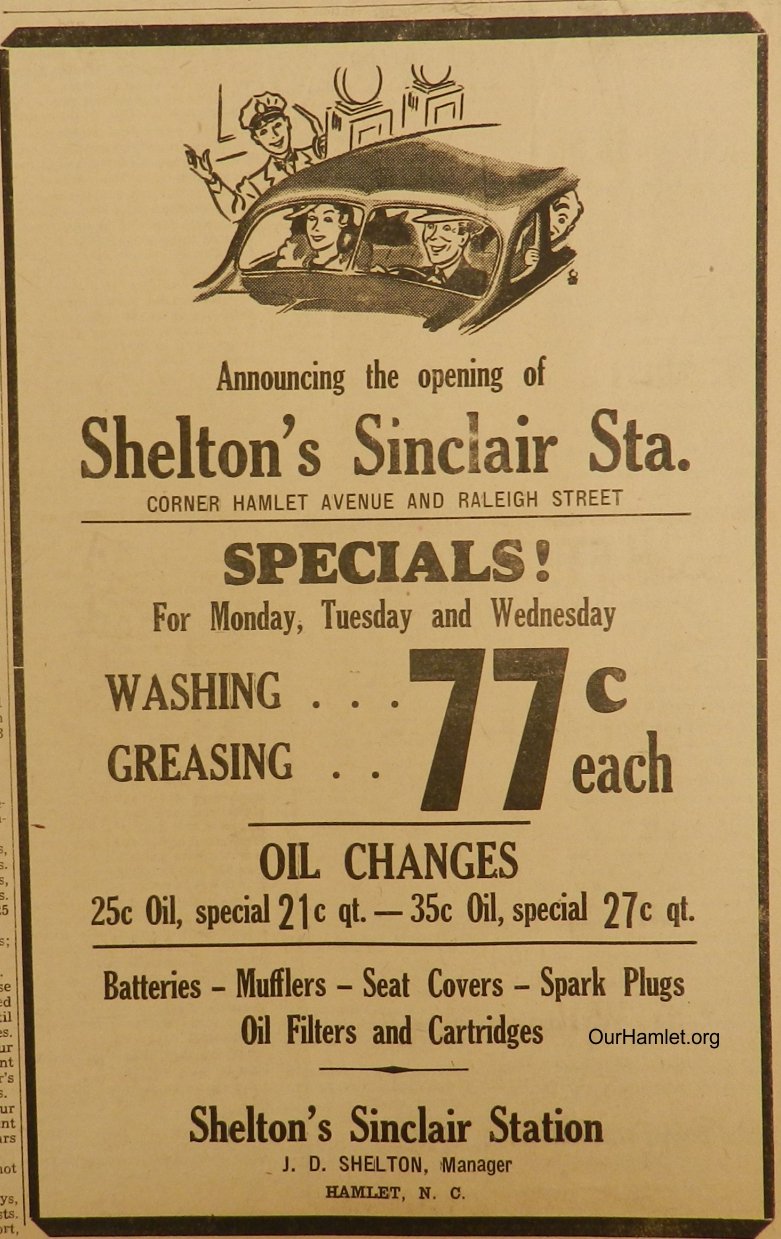 Announcing the opening of
Shelton's Sinclair Sta.
CORNER HAMLET AVENUE AND RALEIGH STREET
SPECIALS!
For Monday, Tuesday and Wednesday
WASHING . . . 77c
GREASING . . each
OIL CHANGES
25c Oil, special 21c qt. — 35c Oil, special 27c qt.
Batteries – Mufflers – Seat Covers – Spark Plugs
Oil Filters and Cartridges
OurHamlet.org
Shelton's Sinclair Station
J. D. SHELTON, Manager
HAMLET, N. C.